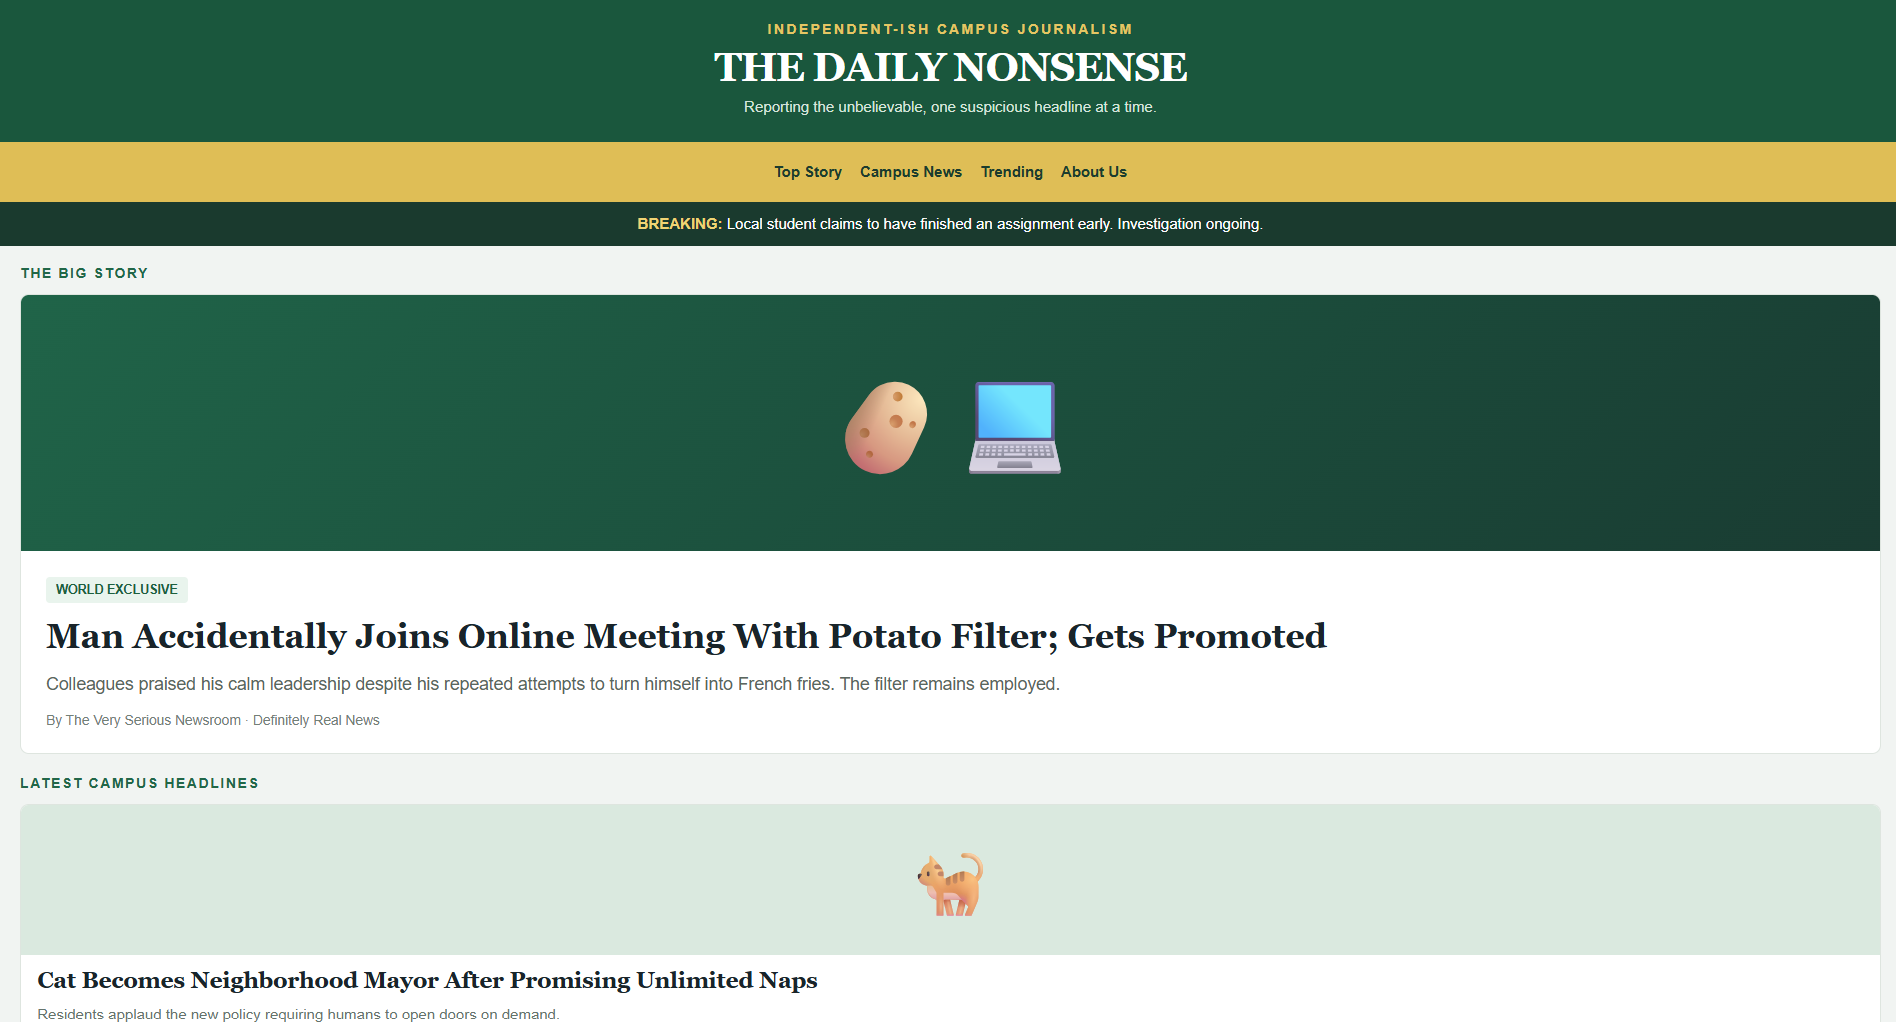 INDEPENDENT-ISH CAMPUS JOURNALISM
THE DAILY NONSENSE
Reporting the unbelievable, one suspicious headline at a time.
Top Story Campus News Trending About Us
BREAKING: Local student claims to have finished an assignment early. Investigation ongoing.
THE BIG STORY
WORLD EXCLUSIVE
Man Accidentally Joins Online Meeting With Potato Filter; Gets Promoted
Colleagues praised his calm leadership despite his repeated attempts to turn himself into French fries. The filter remains employed.
By The Very Serious Newsroom · Definitely Real News
LATEST CAMPUS HEADLINES
Cat Becomes Neighborhood Mayor After Promising Unlimited Naps
Residents applaud the new policy requiring humans to open doors on demand.